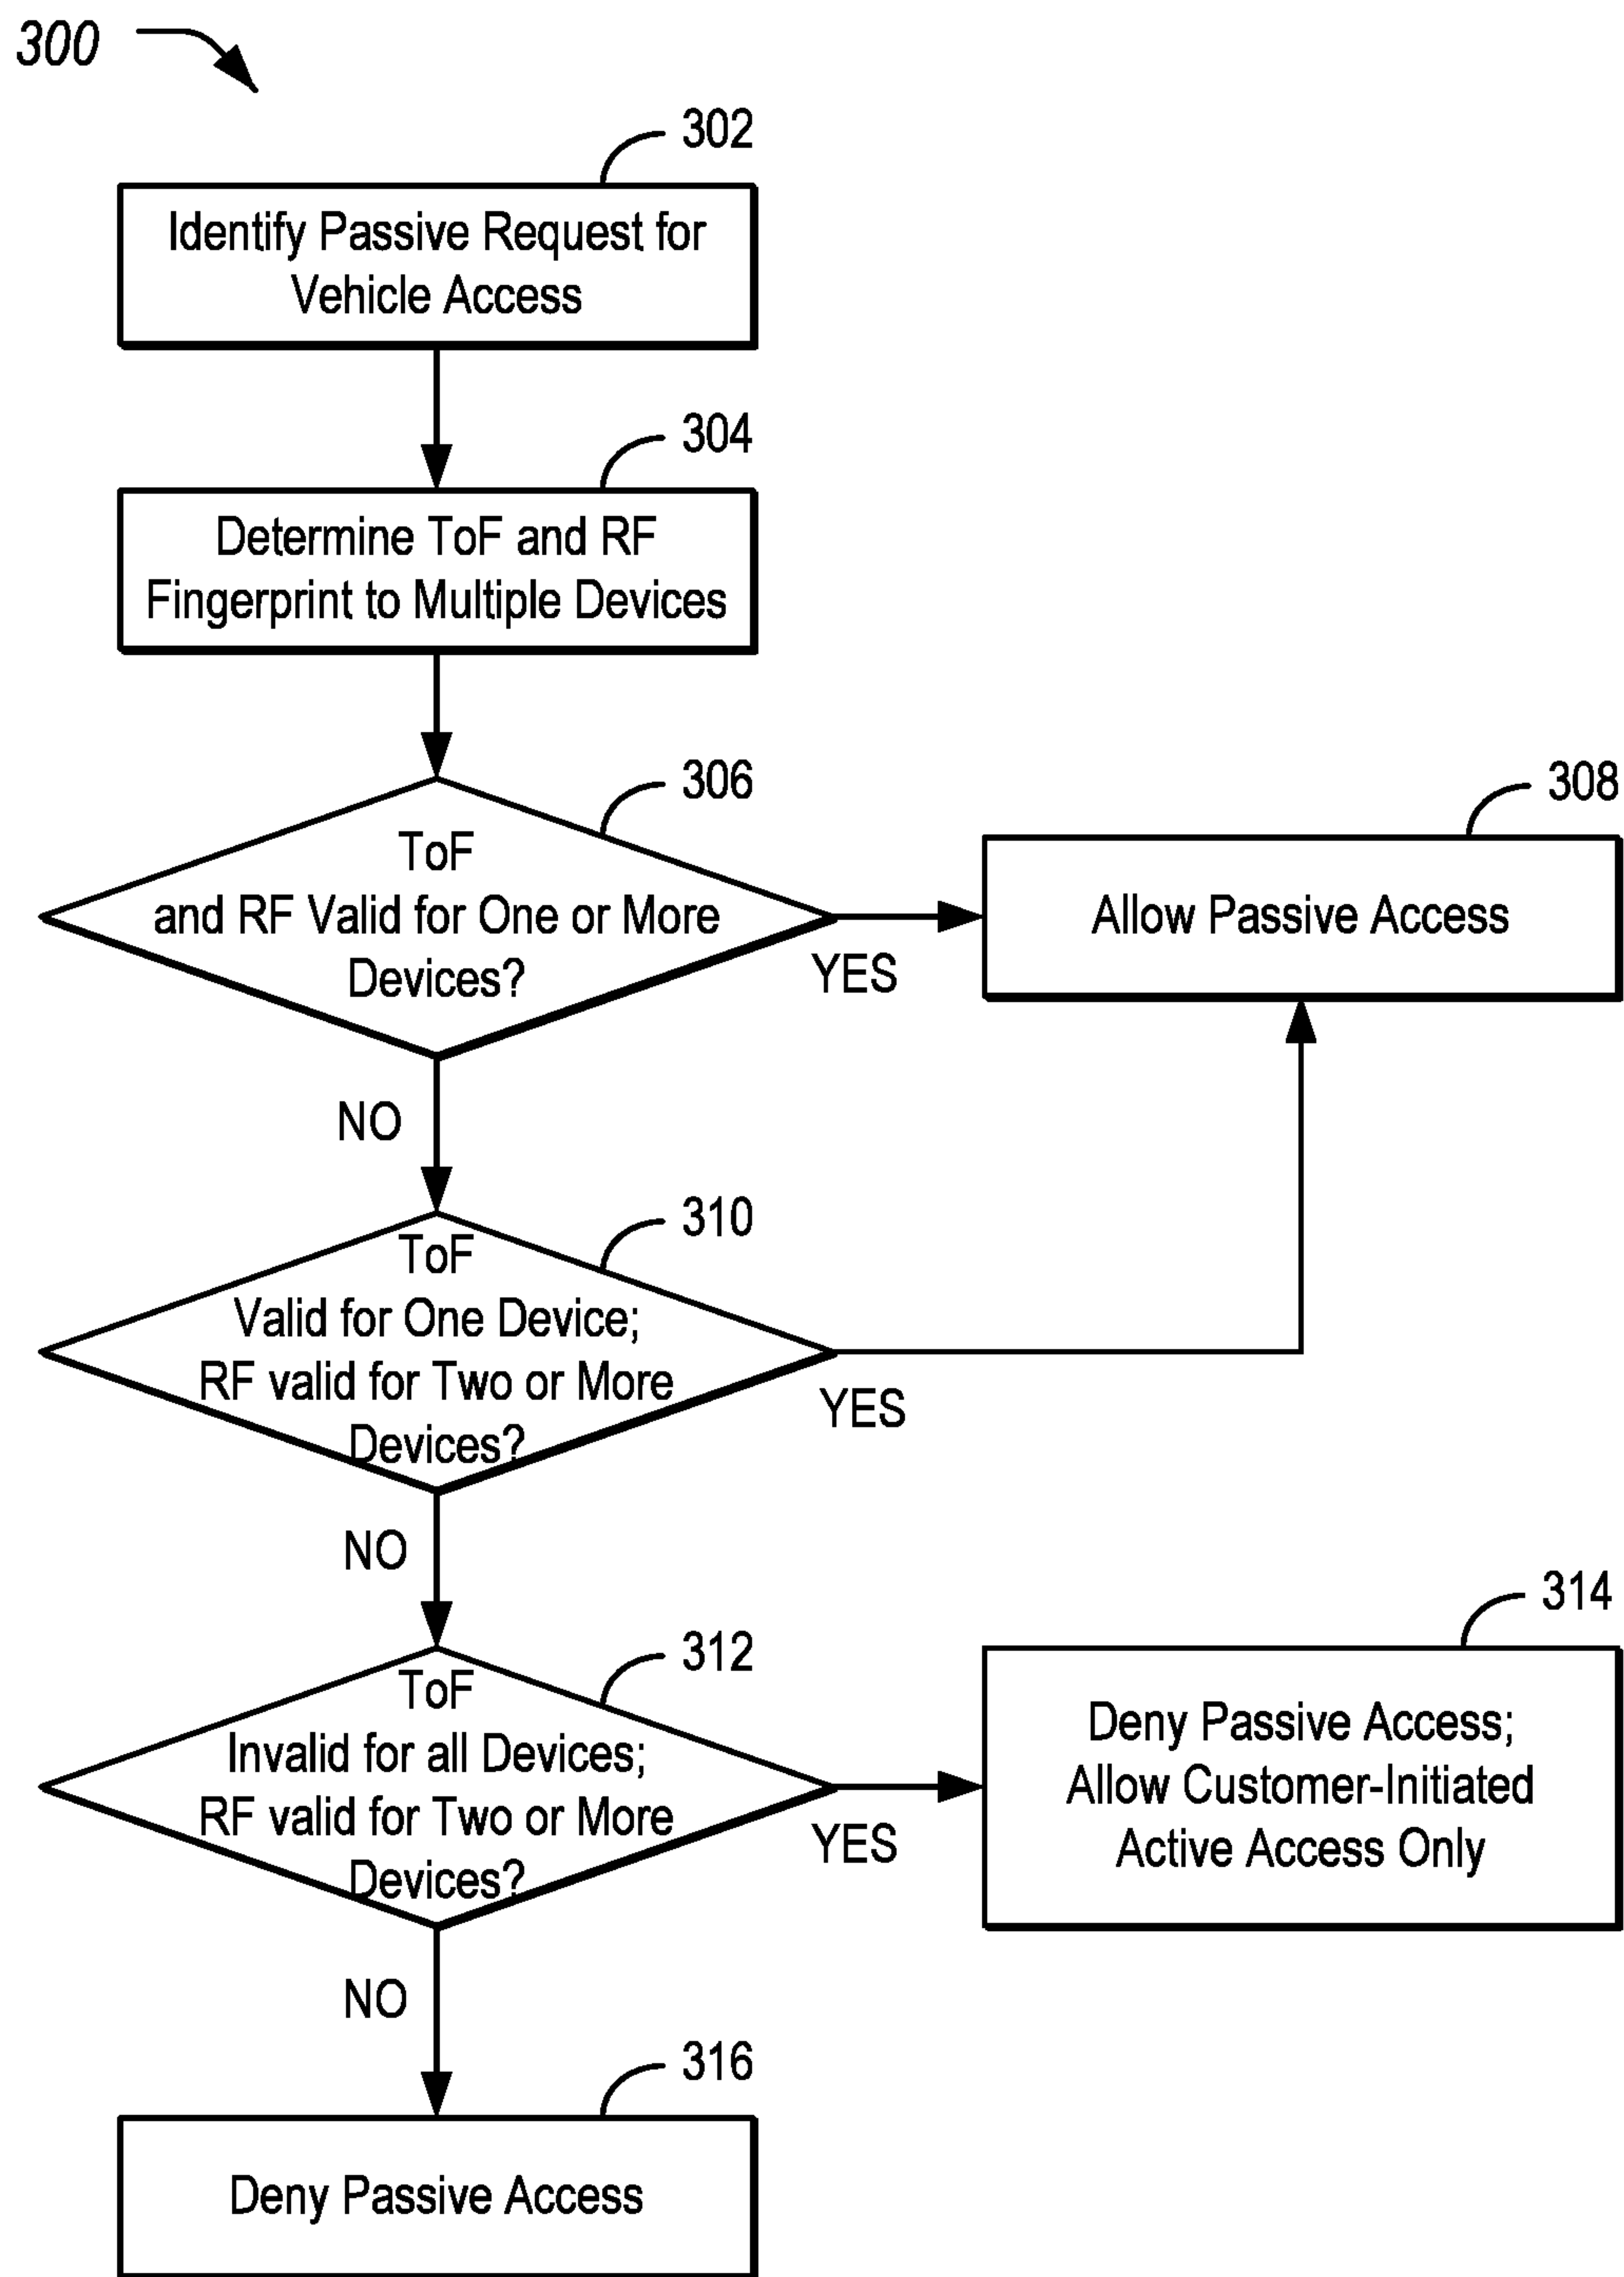 300
302
Identify Passive Request for
Vehicle Access
304
Determine ToF and RF
Fingerprint to Multiple Devices
306
ToF
and RF Valid for One or More
Devices?
YES
308
Allow Passive Access
NO
310
ToF
Valid for One Device;
RF valid for Two or More
Devices?
YES
NO
312
ToF
Invalid for all Devices;
RF valid for Two or More
Devices?
YES
314
Deny Passive Access;
Allow Customer-Initiated
Active Access Only
NO
316
Deny Passive Access